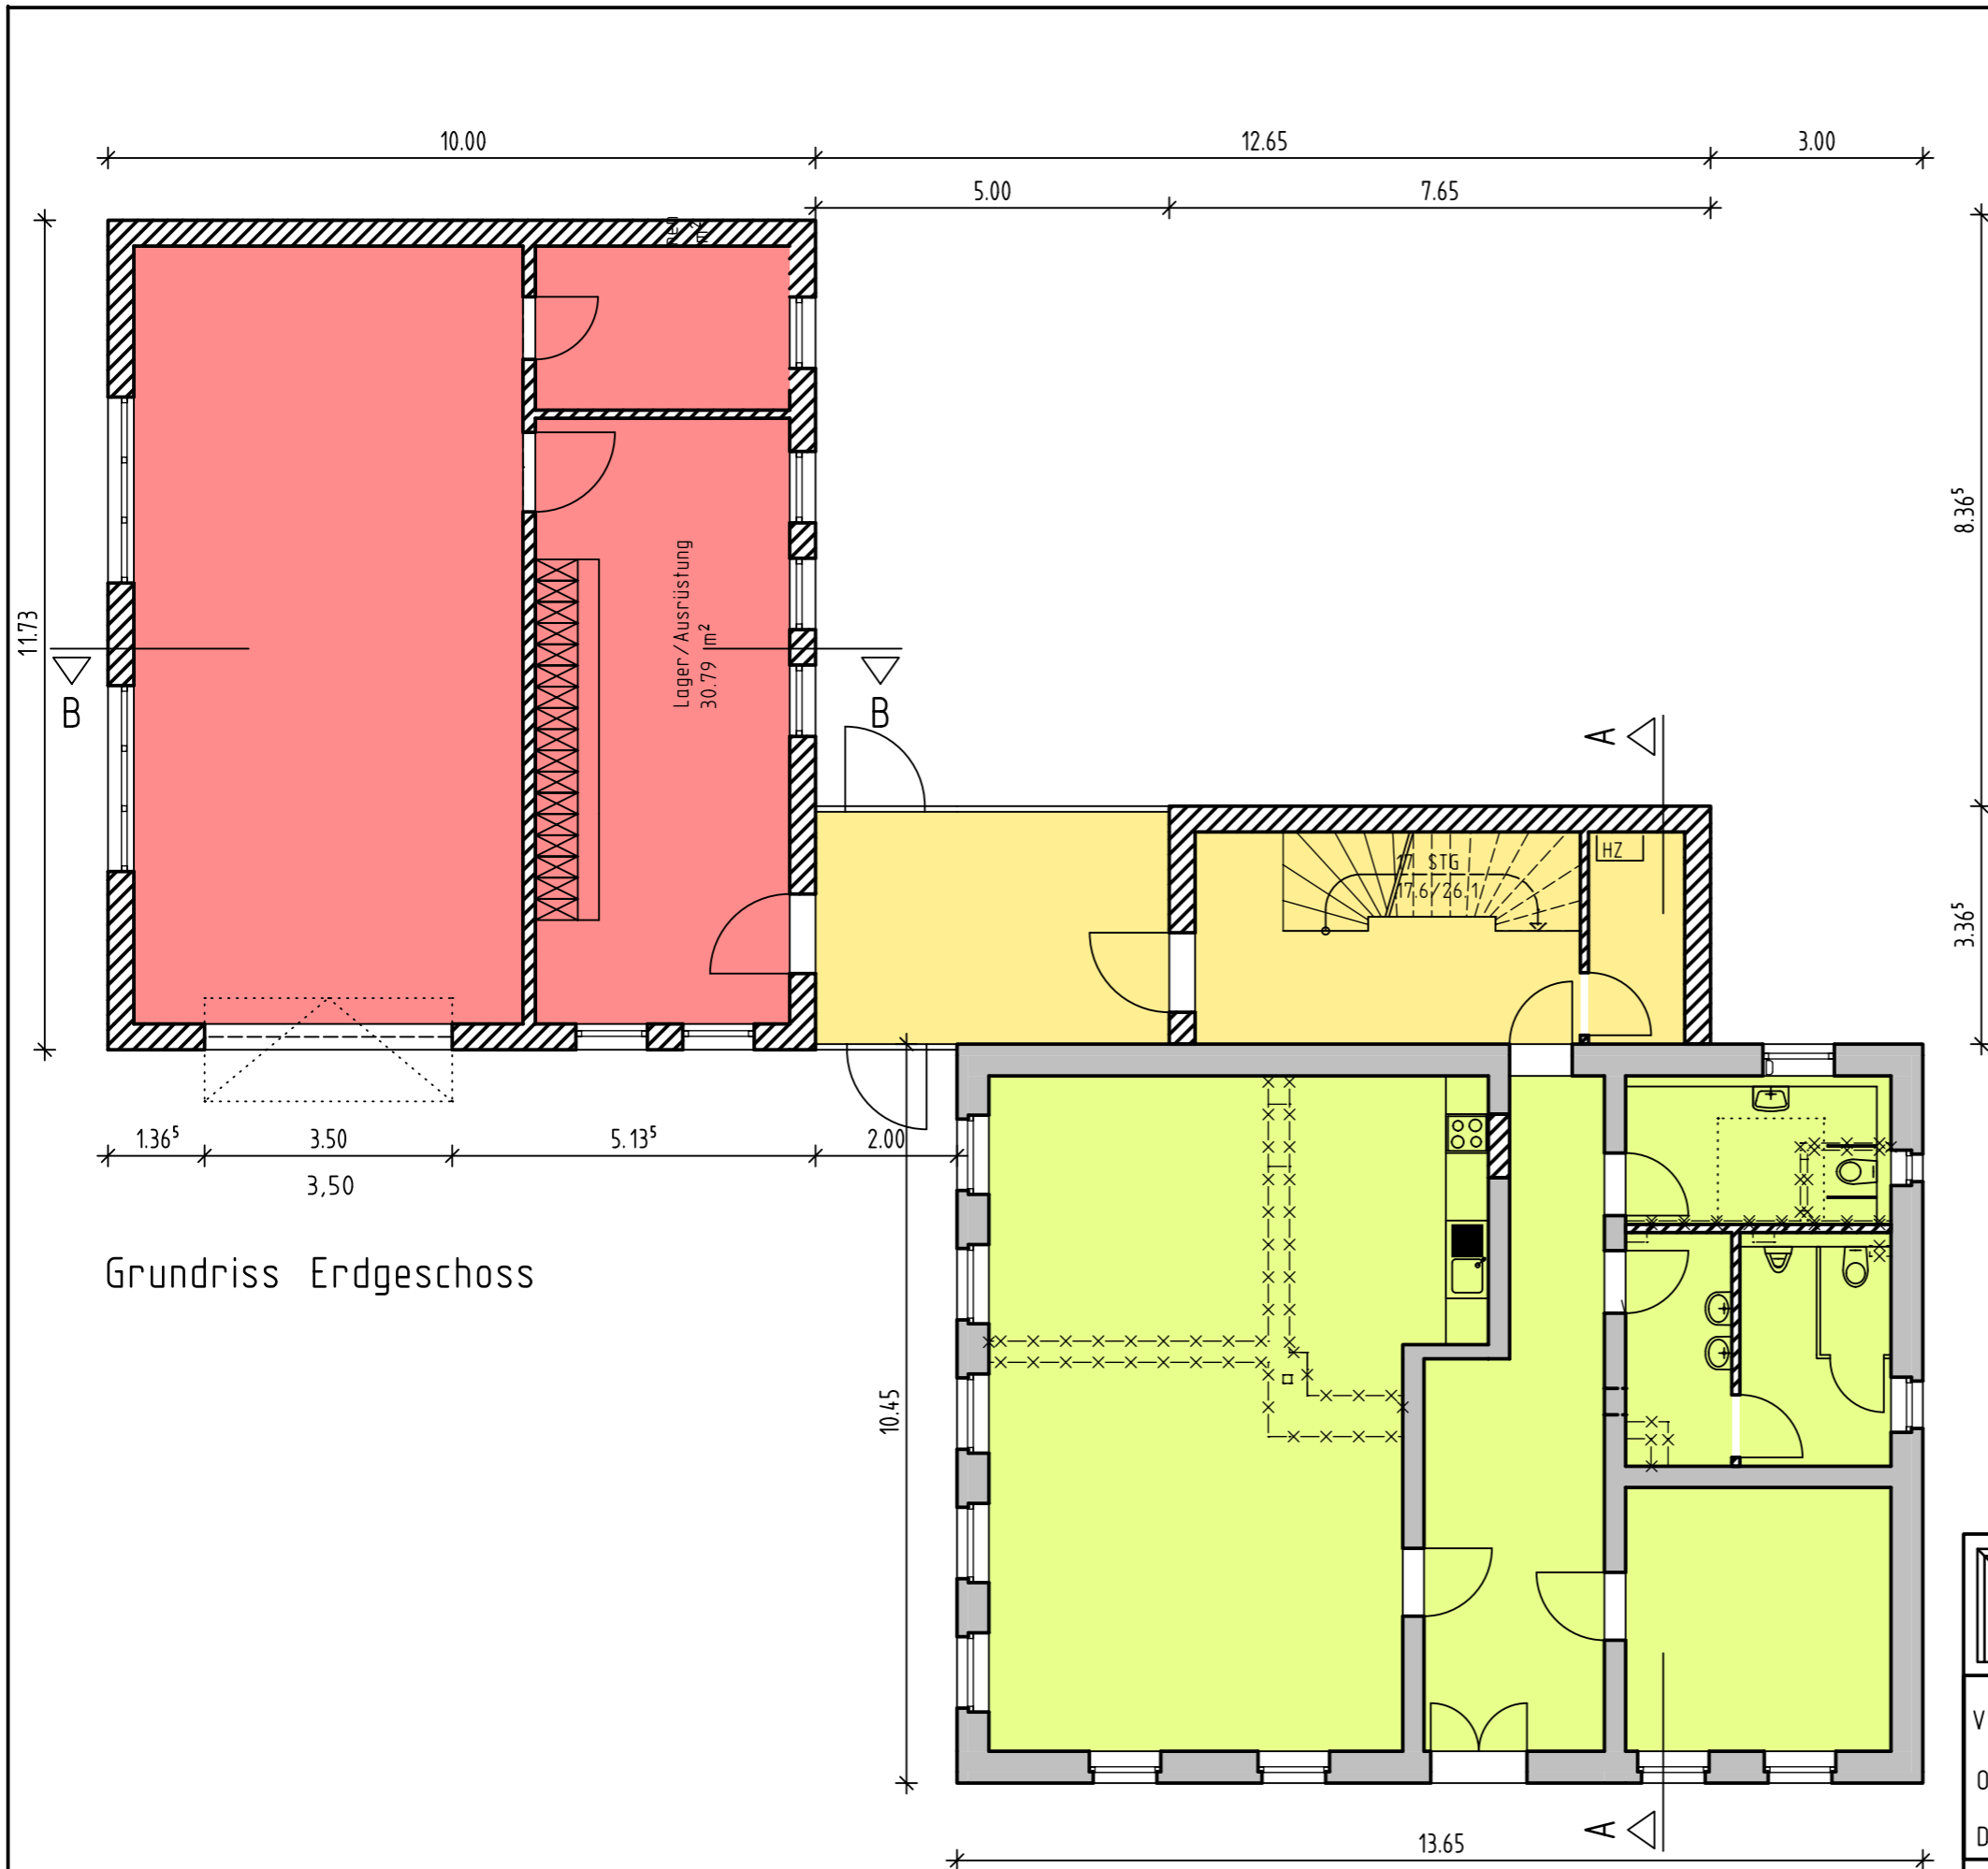 10.00
12.65
3.00
5.00
7.65
11.73
8.36⁵
3.36⁵
Lager/Ausrüstung
30.79 m²
B
B
A
HZ
17 STG
17.6/26.1
1.36⁵
3.50
5.13⁵
2.00
3,50
Grundriss Erdgeschoss
10.45
A
13.65
V
D